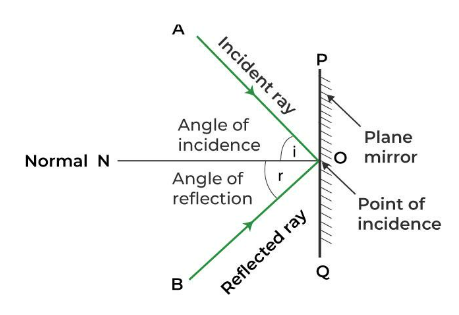 A
Incident ray
P
Angle of
incidence
i
Plane
mirror
O
Normal N
r
Angle of
reflection
Point of
incidence
Reflected ray
B
Q